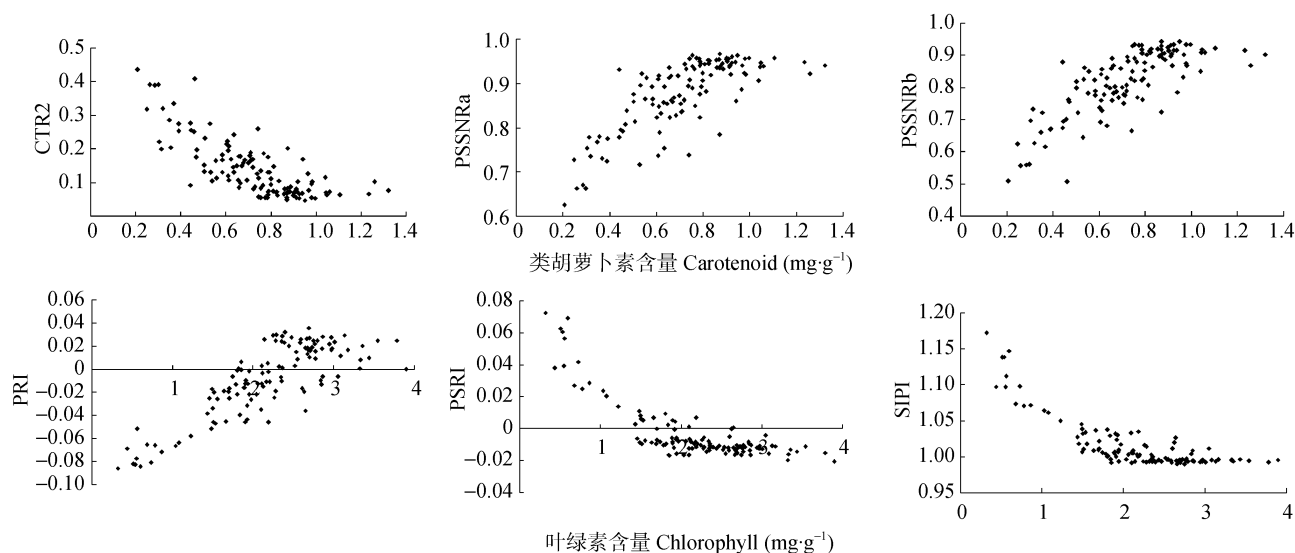 CTR2
0.5
0.4
0.3
0.2
0.1
0 0.2 0.4 0.6 0.8 1.0 1.2 1.4
PSSNRa
1.0
0.9
0.8
0.7
0.6
0 0.2 0.4 0.6 0.8 1.0 1.2 1.4
PSSNRb
1.0
0.9
0.8
0.7
0.6
0.5
0.4
0 0.2 0.4 0.6 0.8 1.0 1.2 1.4
类胡萝卜素含量 Carotenoid (mg·g⁻¹)
PRI
0.06
0.04
0.02
0
−0.02
−0.04
−0.06
−0.08
−0.10
1 2 3 4
PSRI
0.08
0.06
0.04
0.02
0
−0.02
−0.04
1 2 3 4
SIPI
1.20
1.15
1.10
1.05
1.00
0.95
0 1 2 3 4
叶绿素含量 Chlorophyll (mg·g⁻¹)